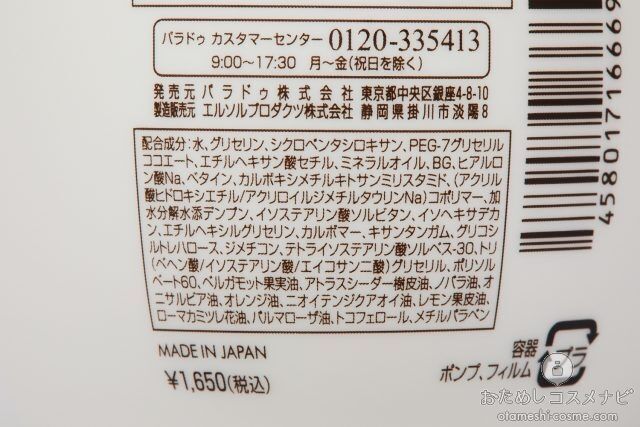 パラドゥ カスタマーセンター 0120-335413
9:00~17:30 月~金(祝日を除く)
発売元 パラドゥ株式会社 東京都中央区銀座4-8-10
製造販売元 エルソルプロダクツ株式会社 静岡県掛川市淡陽8
配合成分:水、グリセリン、シクロペンタシロキサン、PEG-7グリセリル
ココエート、エチルヘキサン酸セチル、ミネラルオイル、BG、ヒアルロ
ン酸Na、ベタイン、カルボキシメチルキトサンミリスタミド、(アクリル
酸ヒドロキシエチル/アクリロイルジメチルタウリンNa)コポリマー、加
水分解水添デンプン、イソステアリン酸ソルビタン、イソヘキサデカ
ン、エチルヘキシルグリセリン、カルボマー、キサンタンガム、グリコシ
ルトレハロース、ジメチコン、テトライソステアリン酸ソルベス-30、トリ
(ベヘン酸/イソステアリン酸/エイコサン二酸)グリセリル、ポリソル
ベート60、ベルガモット果実油、アトラスシーダー樹皮油、ノバラ油、オ
ニサルビア油、オレンジ油、ニオイテンジクアオイ油、レモン果皮油、
ローマカミツレ花油、パルマローザ油、トコフェロール、メチルパラベン
MADE IN JAPAN
¥1,650(税込)
容器
ポンプ、フィルム
プラ
4580171666
おためしコスメナビ
otameshi-cosme.com